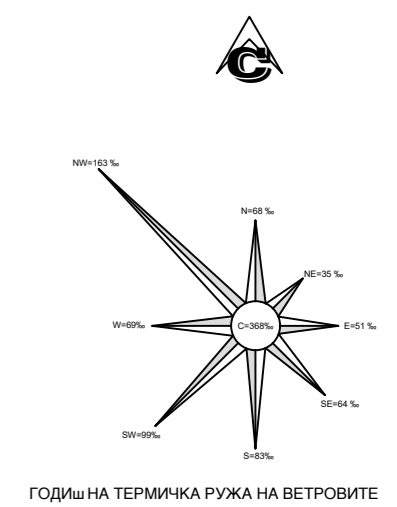 С
NW=163 ‰
N=68 ‰
NE=35 ‰
W=69‰
C=368‰
E=51 ‰
SE=64 ‰
SW=99‰
S=83‰
ГОДИш НА ТЕРМИЧКА РУЖА НА ВЕТРОВИТЕ